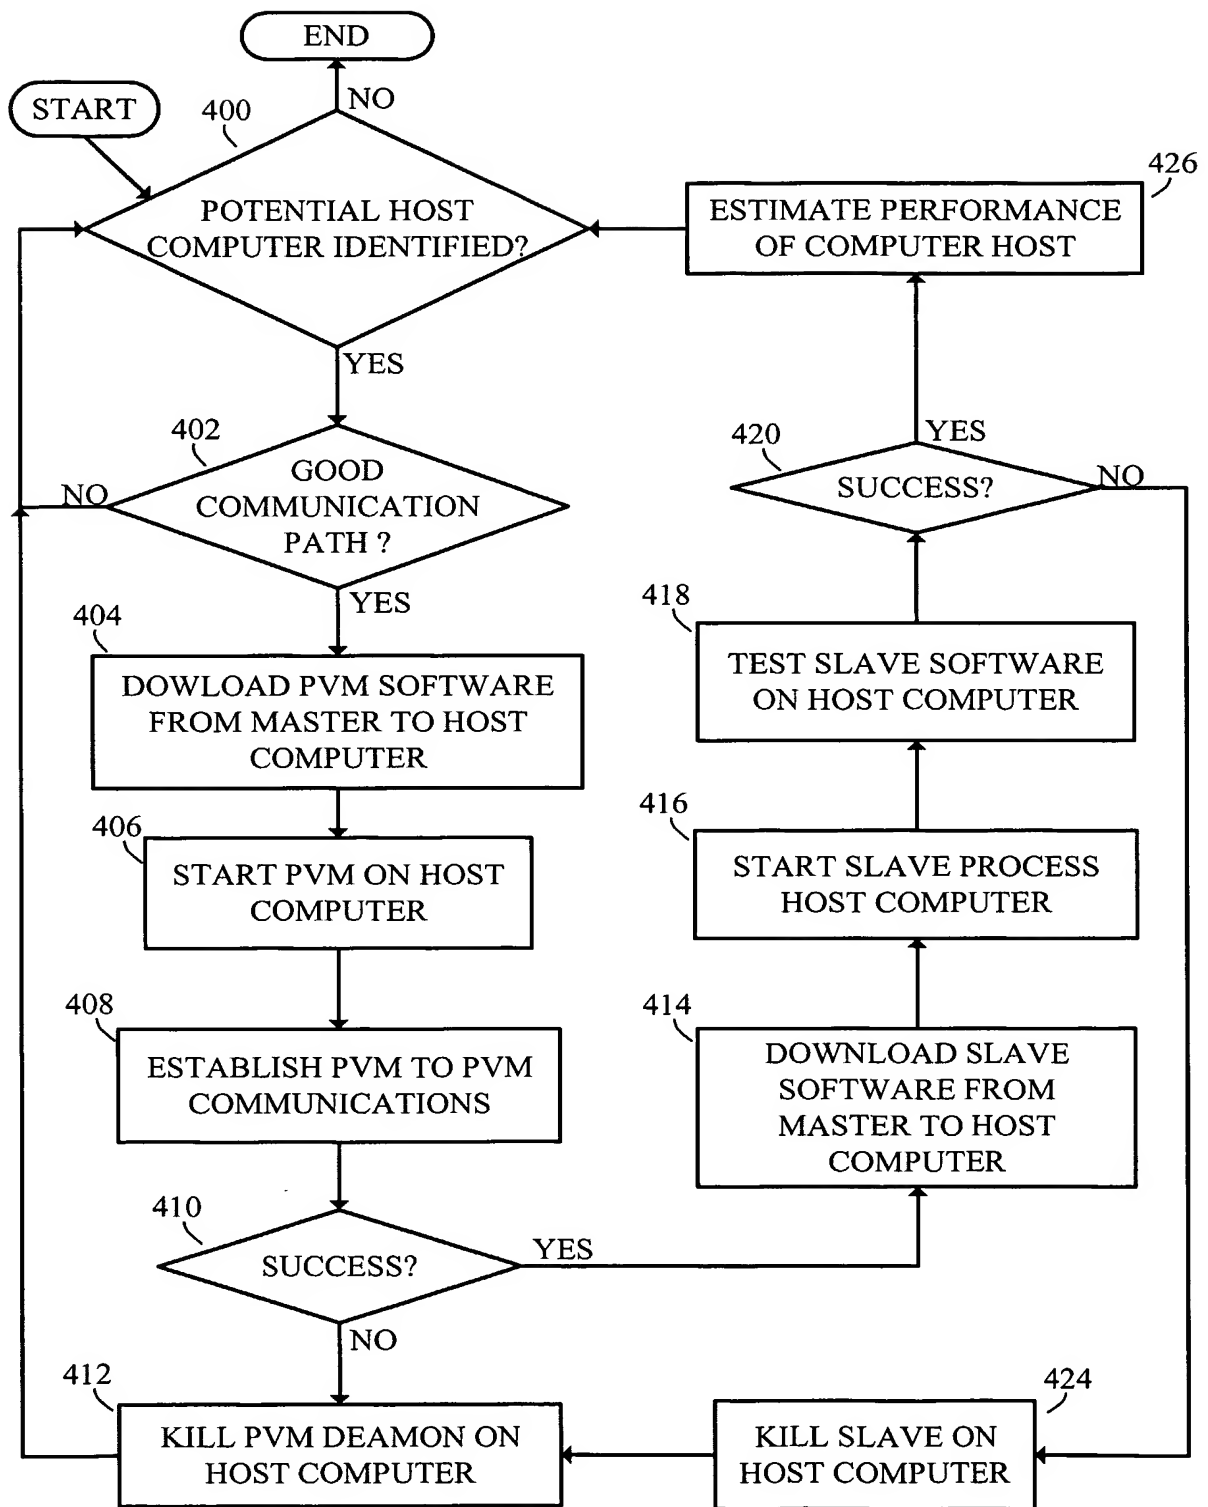 END
NO
START
400
POTENTIAL HOST
COMPUTER IDENTIFIED?
YES
402
GOOD
COMMUNICATION
PATH ?
NO
YES
404
DOWLOAD PVM SOFTWARE
FROM MASTER TO HOST
COMPUTER
406
START PVM ON HOST
COMPUTER
408
ESTABLISH PVM TO PVM
COMMUNICATIONS
410
SUCCESS?
YES
NO
412
KILL PVM DEAMON ON
HOST COMPUTER
414
DOWNLOAD SLAVE
SOFTWARE FROM
MASTER TO HOST
COMPUTER
416
START SLAVE PROCESS
HOST COMPUTER
418
TEST SLAVE SOFTWARE
ON HOST COMPUTER
420
SUCCESS?
YES
NO
424
KILL SLAVE ON
HOST COMPUTER
426
ESTIMATE PERFORMANCE
OF COMPUTER HOST